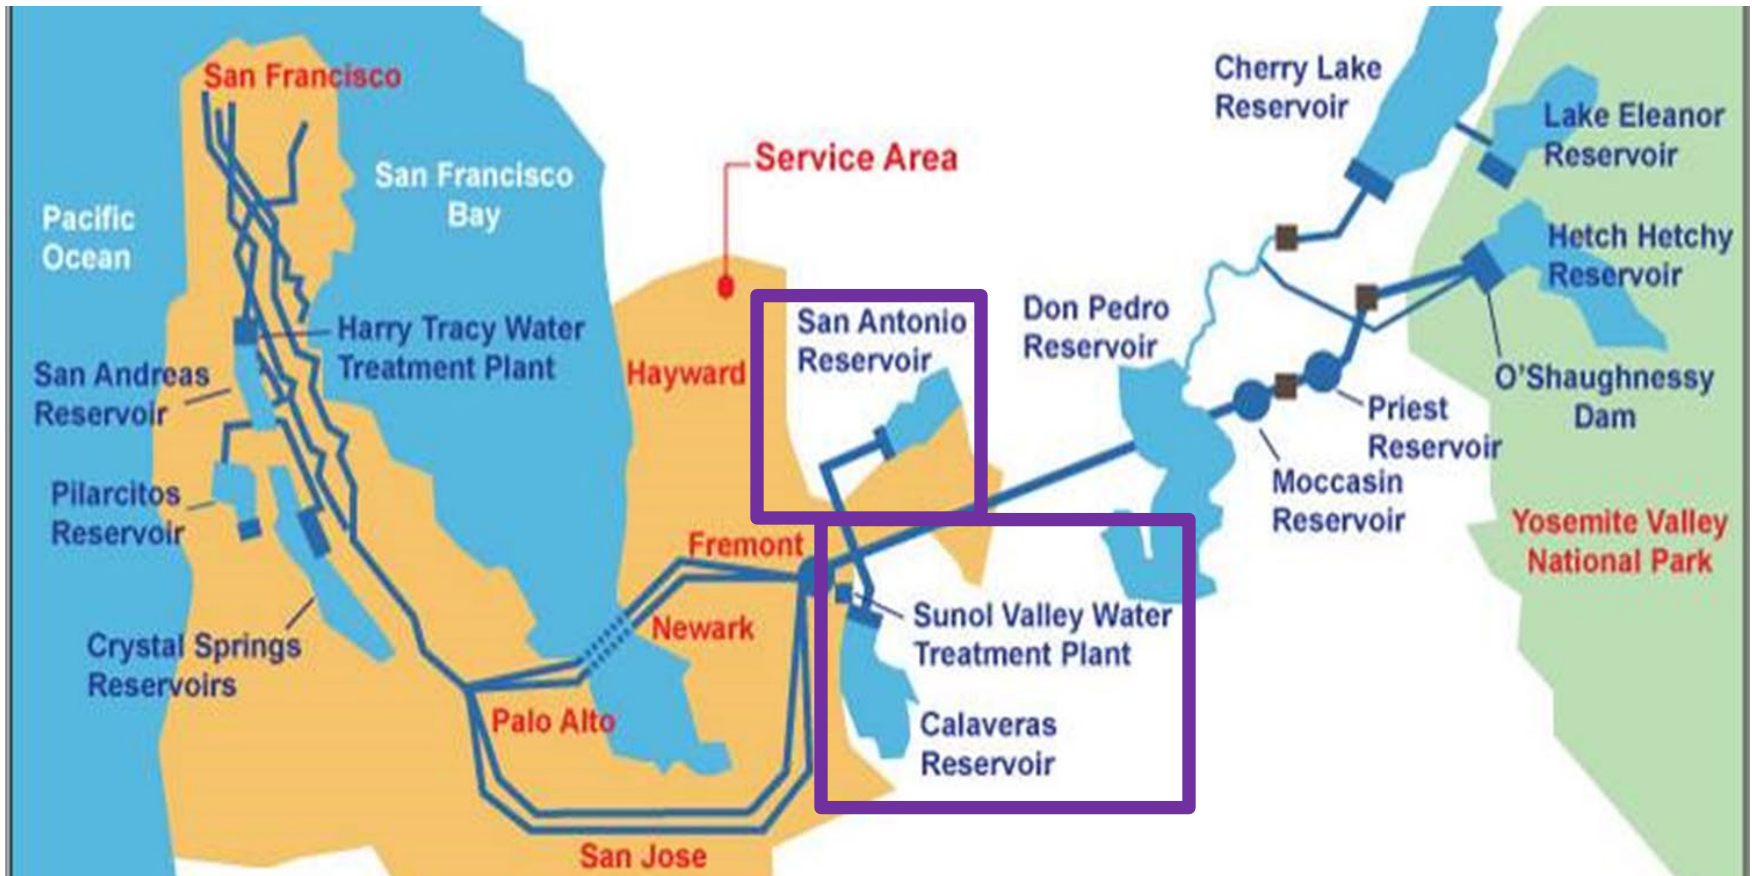 San Francisco
Pacific
Ocean
San Francisco
Bay
Service Area
Harry Tracy Water
Treatment Plant
San Andreas
Reservoir
Pilarcitos
Reservoir
Crystal Springs
Reservoirs
Hayward
San Antonio
Reservoir
Fremont
Newark
Palo Alto
San Jose
Sunol Valley Water
Treatment Plant
Calaveras
Reservoir
Don Pedro
Reservoir
Cherry Lake
Reservoir
Lake Eleanor
Reservoir
Hetch Hetchy
Reservoir
O'Shaughnessy
Dam
Priest
Reservoir
Moccasin
Reservoir
Yosemite Valley
National Park